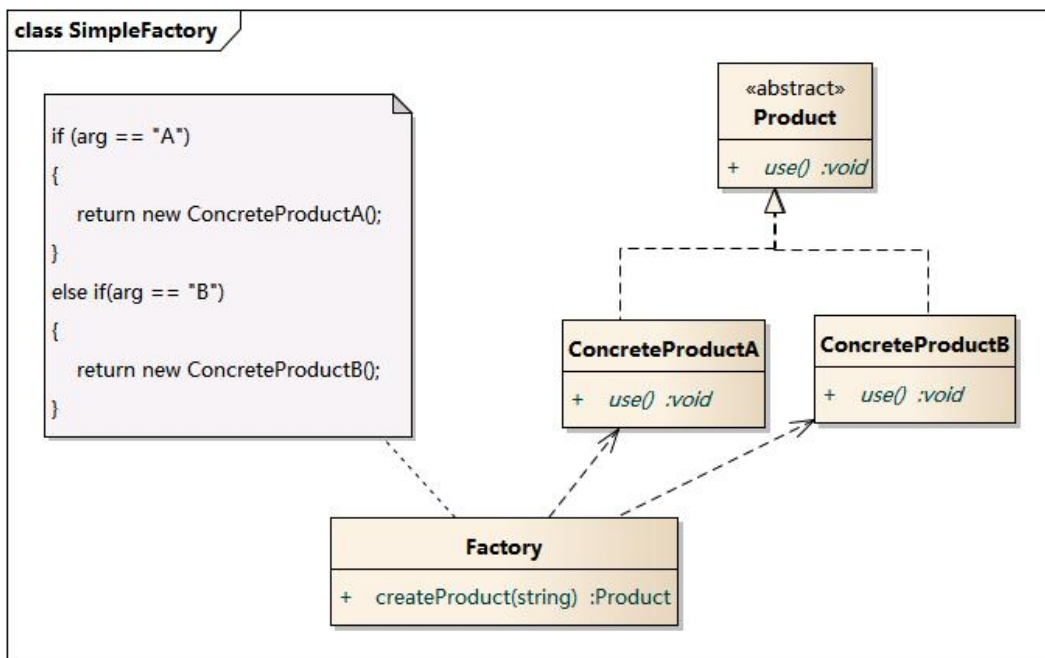 class SimpleFactory
if (arg == "A")
{
return new ConcreteProductA();
}
else if(arg == "B")
{
return new ConcreteProductB();
}
«abstract»
Product
+ use() :void
ConcreteProductA
+ use() :void
ConcreteProductB
+ use() :void
Factory
+ createProduct(string) :Product